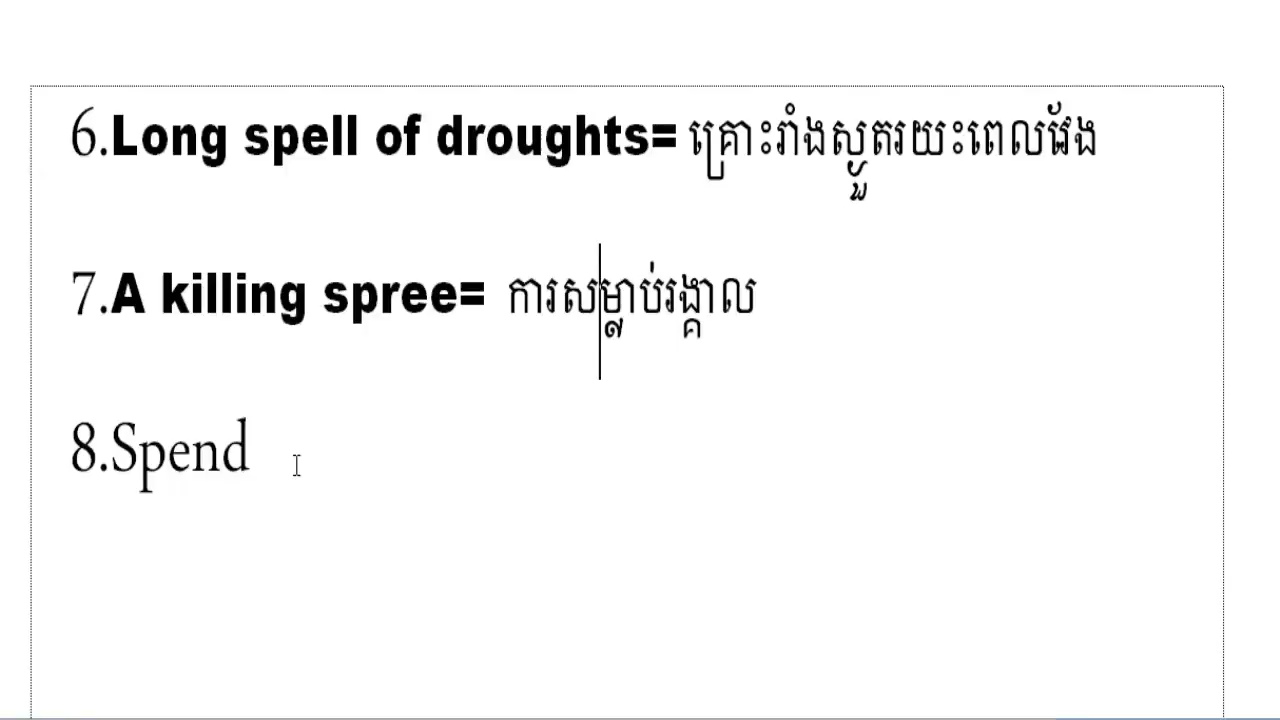 6.Long spell of droughts= គ្រោះរាំងស្ងួតរយះពេលវែង
7.A killing spree= ការសម្លាប់រង្គាល
8.Spend